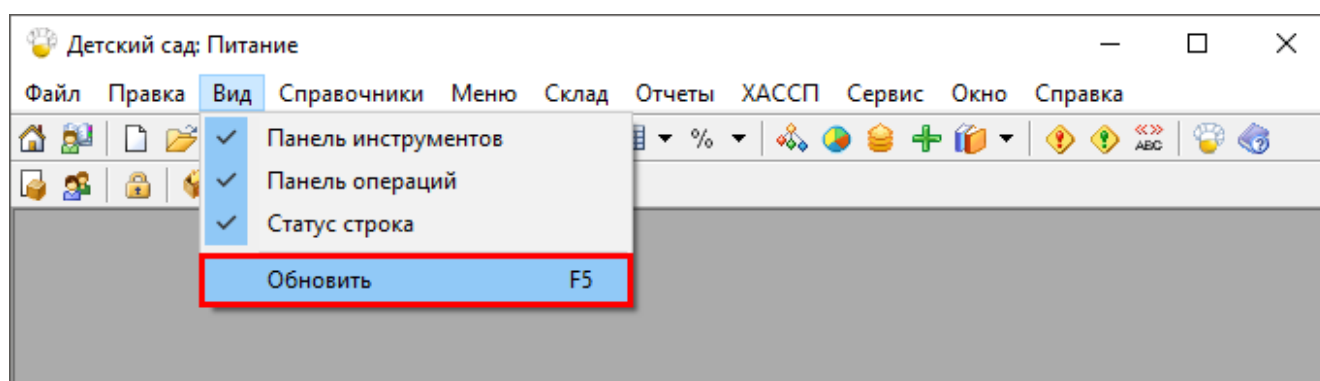 Детский сад: Питание
Файл Правка Вид Справочники Меню Склад Отчеты ХАССП Сервис Окно Справка
Панель инструментов
% «» ABC
Панель операций
Статус строка
Обновить F5